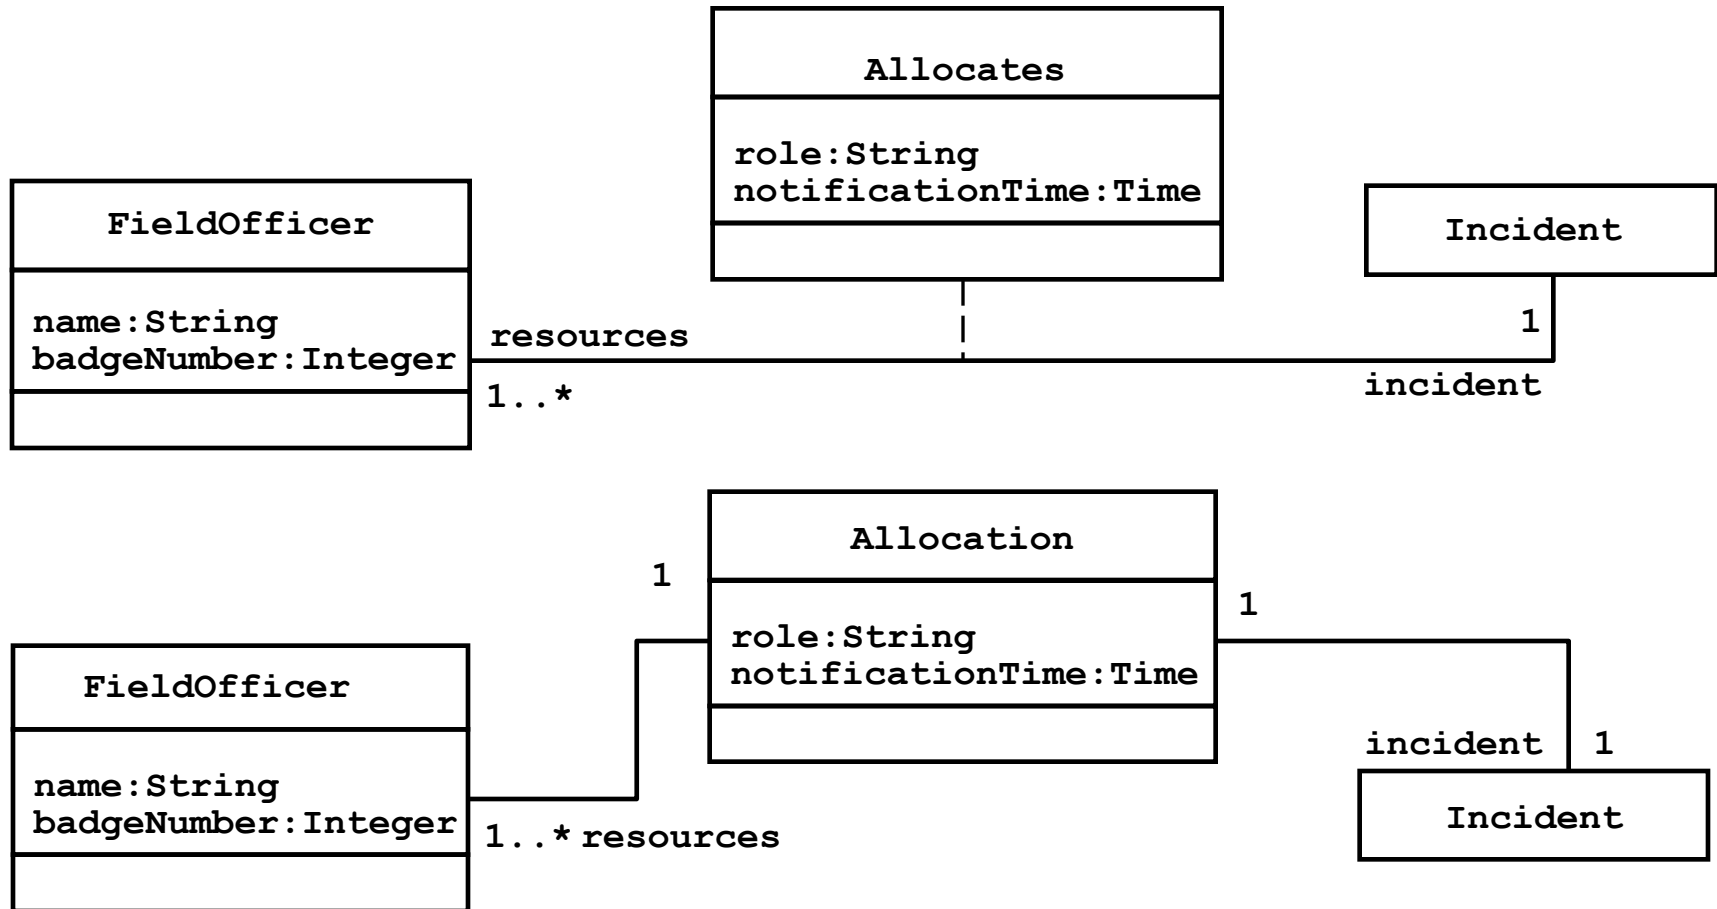 Allocates
role:String
notificationTime:Time
FieldOfficer
name:String
badgeNumber:Integer
resources
1..*
Incident
1
incident
Allocation
role:String
notificationTime:Time
1
1
FieldOfficer
name:String
badgeNumber:Integer
1..* resources
incident 1
Incident